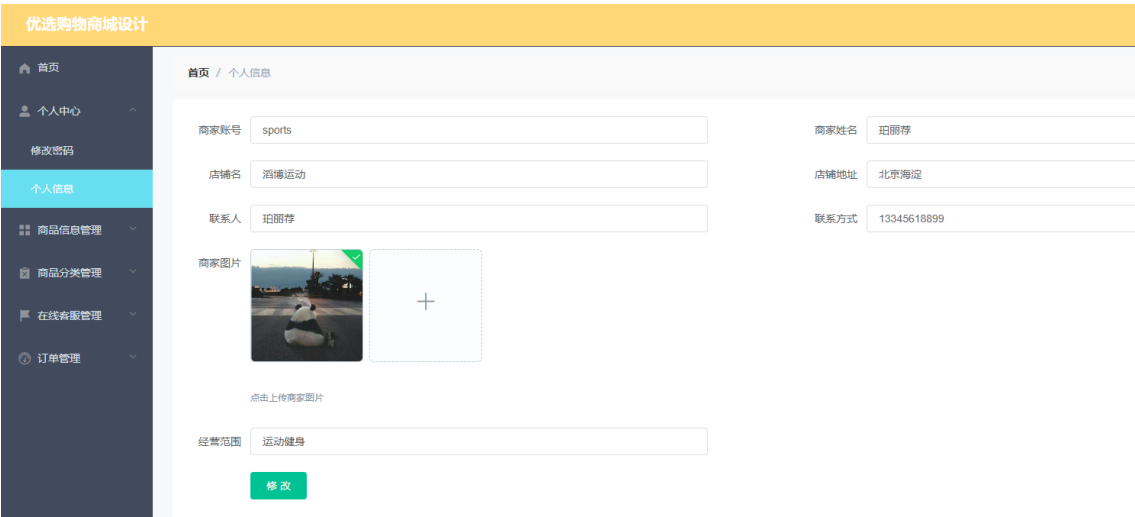 优选购物商城设计
首页
个人中心
修改密码
个人信息
商品信息管理
商品分类管理
在线客服管理
订单管理
首页 / 个人信息
商家账号 sports
商家姓名 珀丽荐
店铺名 滔博运动
店铺地址 北京海淀
联系人 珀丽荐
联系方式 13345618899
商家图片
点击上传商家图片
经营范围 运动健身
修改